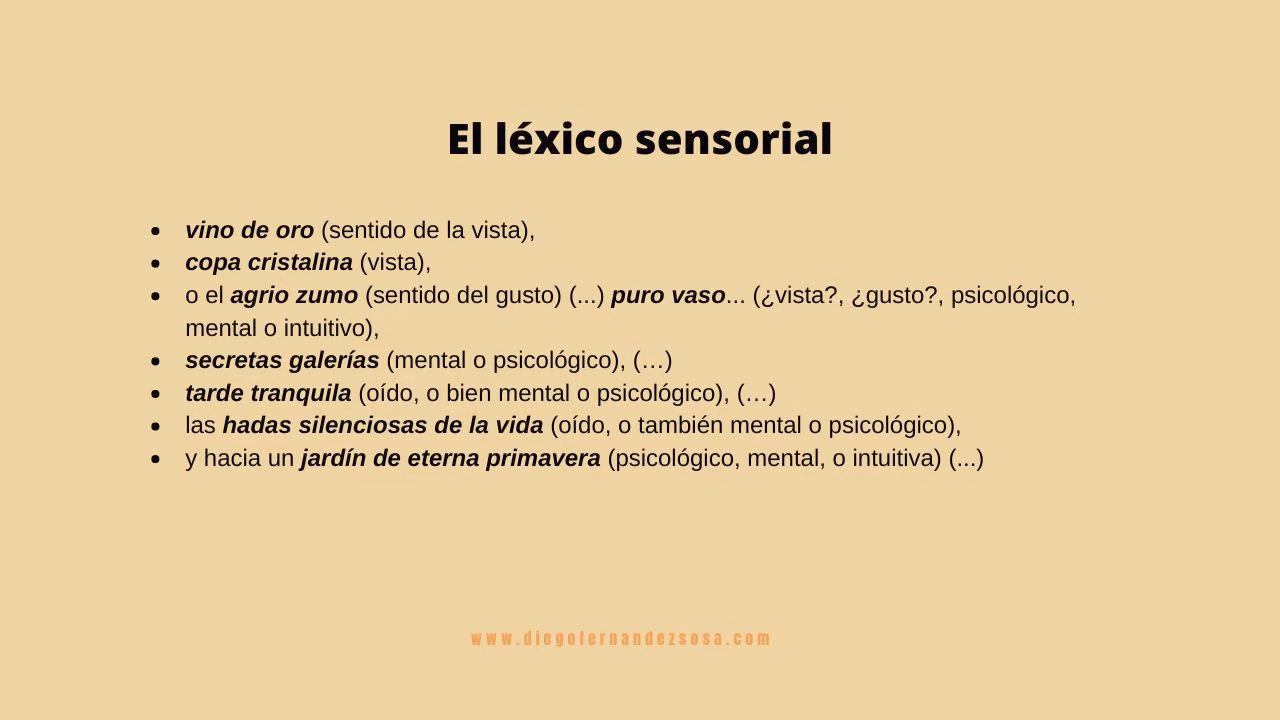 El léxico sensorial
• vino de oro (sentido de la vista),
• copa cristalina (vista),
• o el agrio zumo (sentido del gusto) (...) puro vaso... (¿vista?, ¿gusto?, psicológico,
mental o intuitivo),
• secretas galerías (mental o psicológico), (…)
• tarde tranquila (oído, o bien mental o psicológico), (…)
• las hadas silenciosas de la vida (oído, o también mental o psicológico),
• y hacia un jardín de eterna primavera (psicológico, mental, o intuitiva) (...)
www.diegofernandezsosa.com